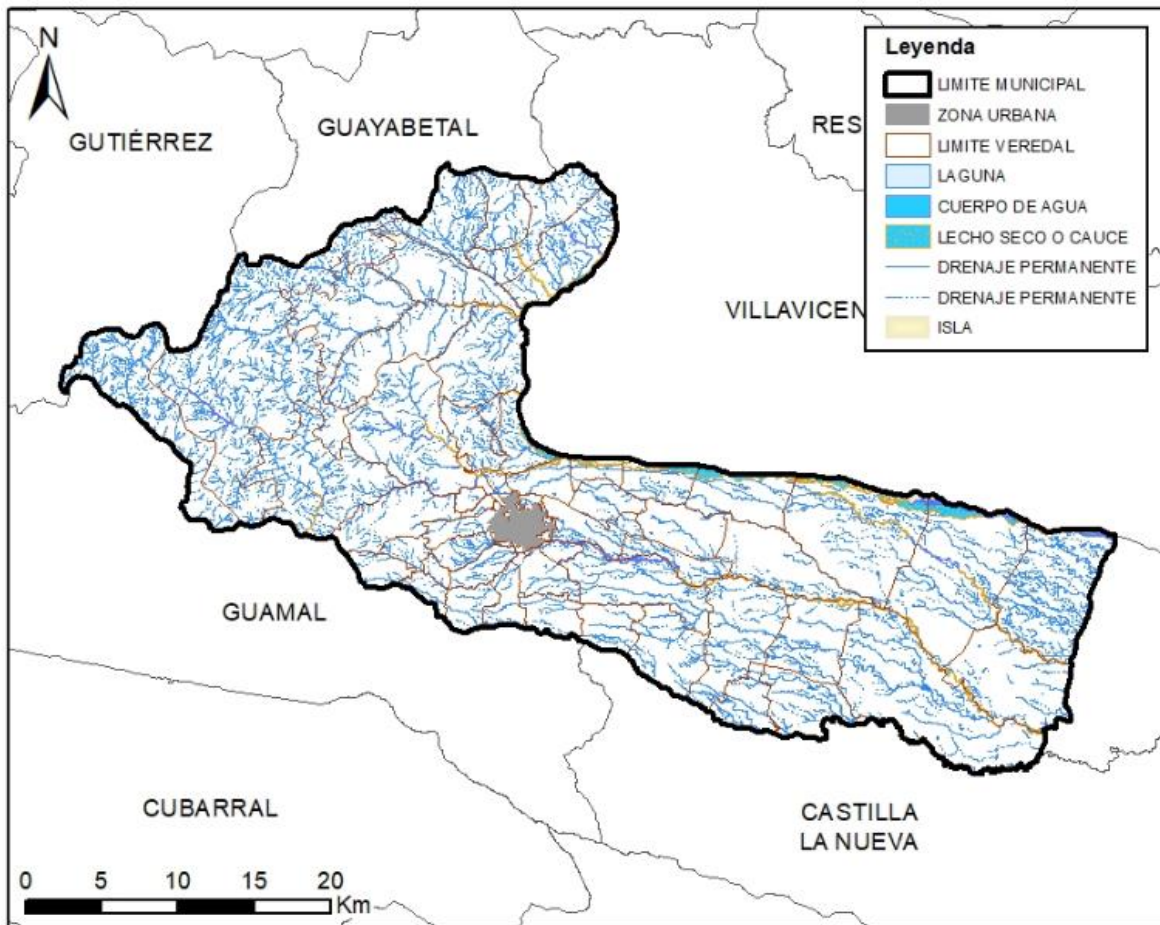 N
GUTIÉRREZ
GUAYABETAL
RES
VILLAVICEN
GUAMAL
CUBARRAL
CASTILLA
LA NUEVA
Leyenda
LIMITE MUNICIPAL
ZONA URBANA
LIMITE VEREDAL
LAGUNA
CUERPO DE AGUA
LECHO SECO O CAUCE
DRENAJE PERMANENTE
DRENAJE PERMANENTE
ISLA
0 5 10 15 20
Km